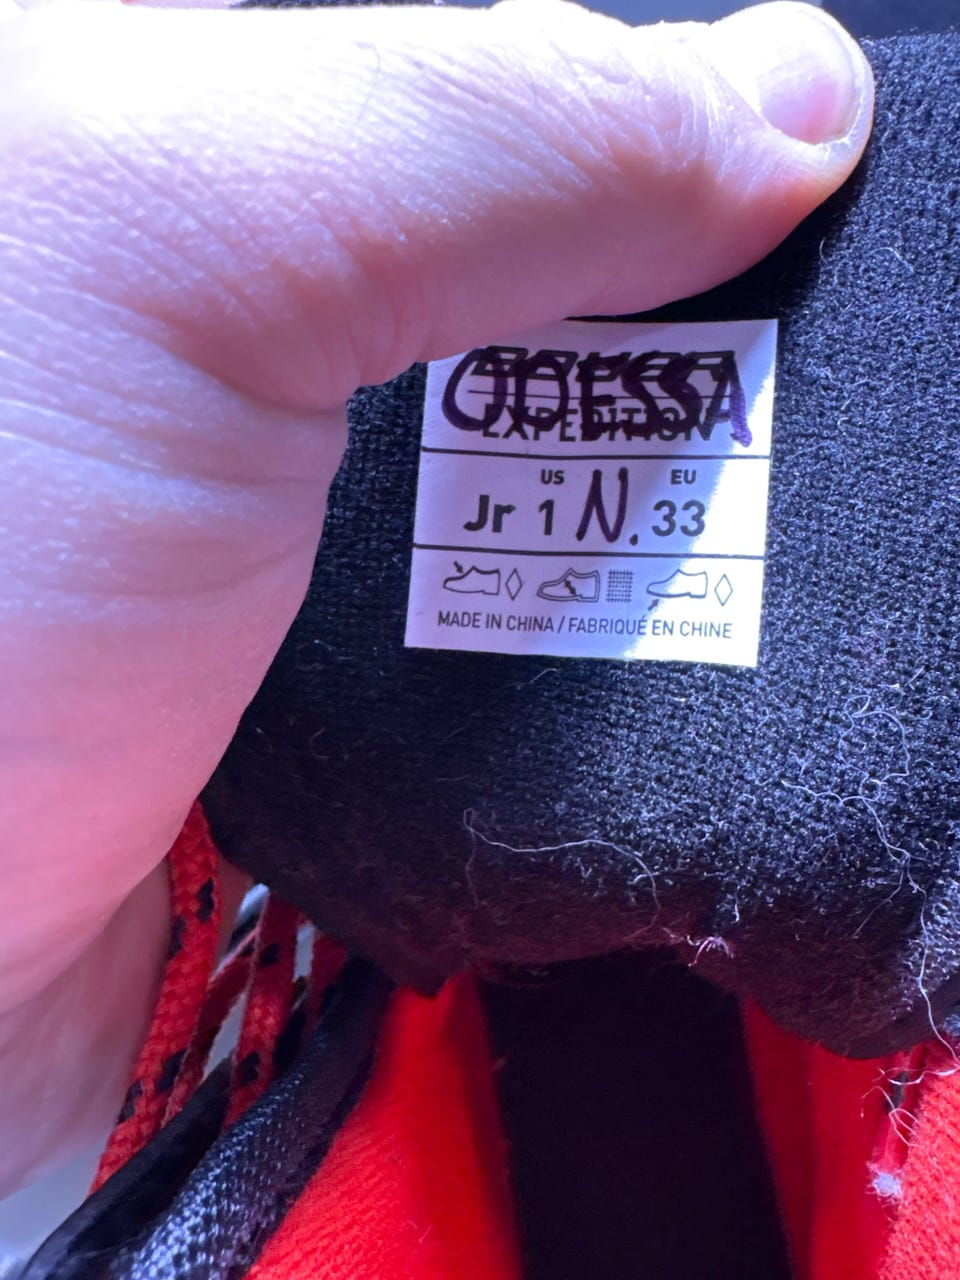 ODESSA
EXPEDITION
US EU
Jr 1 N. 33
MADE IN CHINA / FABRIQUÉ EN CHINE